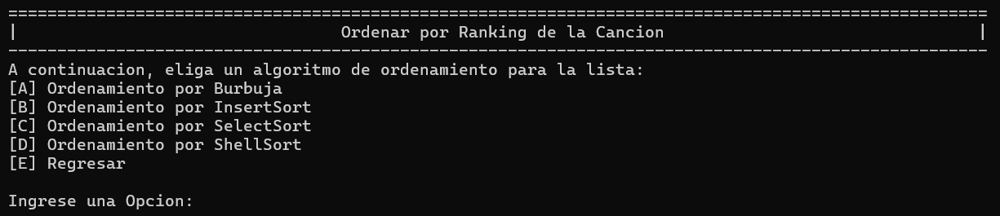 ====================================================================================================
| Ordenar por Ranking de la Cancion |
----------------------------------------------------------------------------------------------------
A continuacion, eliga un algoritmo de ordenamiento para la lista:
[A] Ordenamiento por Burbuja
[B] Ordenamiento por InsertSort
[C] Ordenamiento por SelectSort
[D] Ordenamiento por ShellSort
[E] Regresar
Ingrese una Opcion: